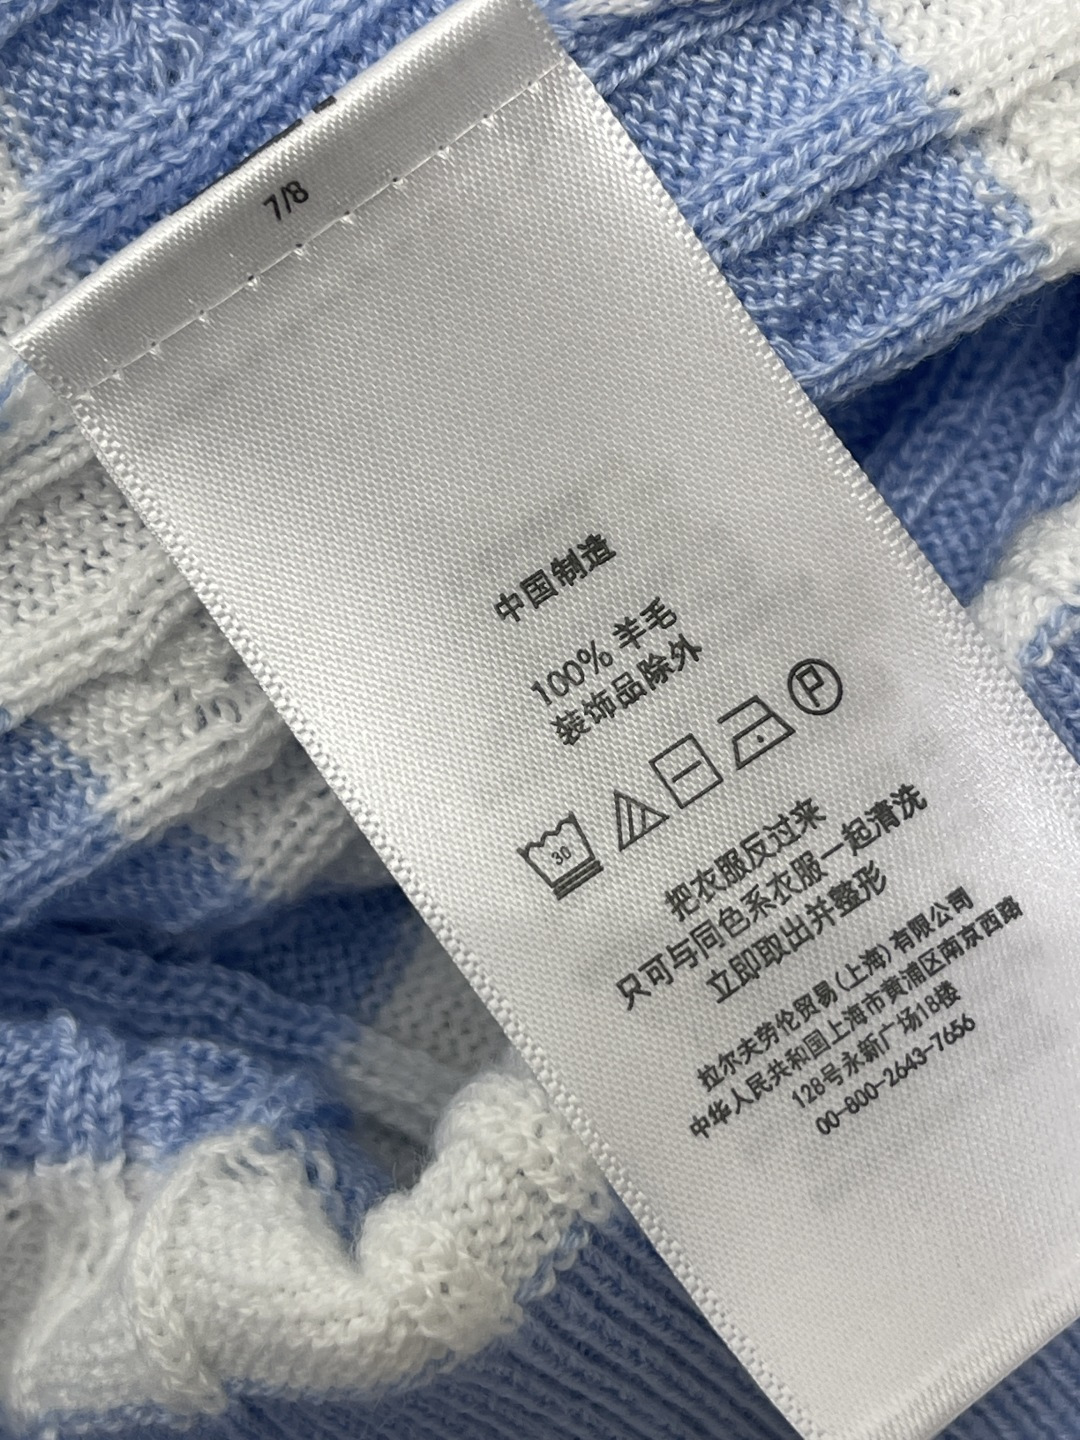 7/8
中国制造
100% 羊毛
装饰品除外
30
P
把衣服反过来
只可与同色系衣服一起清洗
立即取出并整形
拉尔夫劳伦贸易(上海)有限公司
中华人民共和国上海市黄浦区南京西路
128号永新广场18楼
00-800-2643-7656